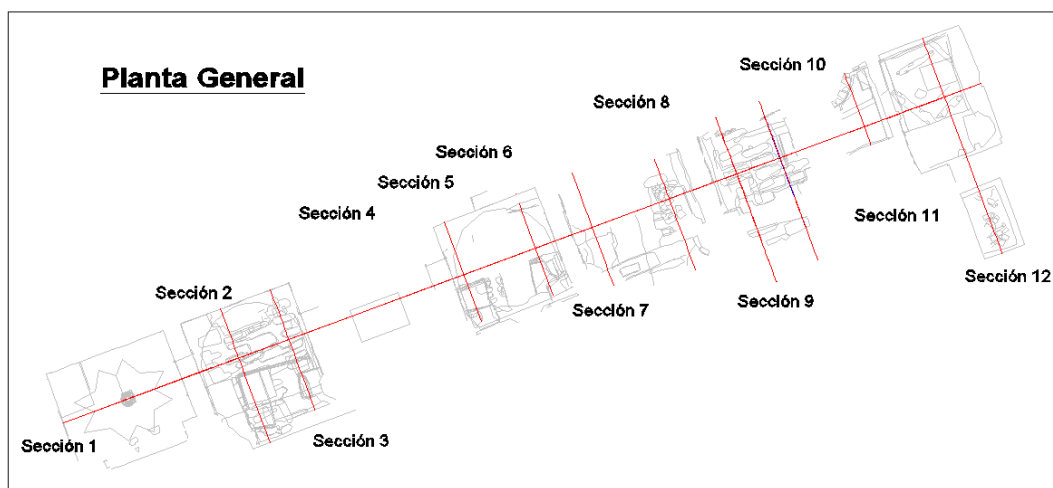 Planta General
Sección 10
Sección 8
Sección 6
Sección 5
Sección 4
Sección 11
Sección 2
Sección 12
Sección 7
Sección 9
Sección 1
Sección 3